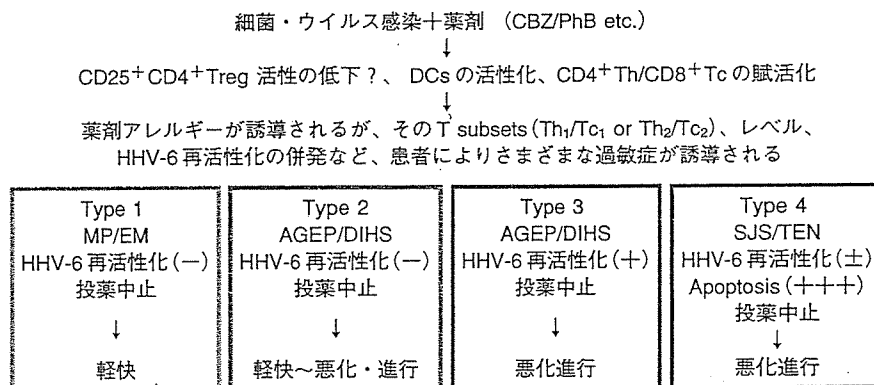 細菌・ウイルス感染＋薬剤 （CBZ/PhB etc.）
↓
CD25⁺CD4⁺Treg 活性の低下？、 DCs の活性化、CD4⁺Th/CD8⁺Tc の賦活化
↓
薬剤アレルギーが誘導されるが、その T subsets（Th₁/Tc₁ or Th₂/Tc₂）、レベル、
HHV-6 再活性化の併発など、患者によりさまざまな過敏症が誘導される
Type 1
MP/EM
HHV-6 再活性化（－）
投薬中止
↓
軽快
Type 2
AGEP/DIHS
HHV-6 再活性化（－）
投薬中止
↓
軽快～悪化・進行
Type 3
AGEP/DIHS
HHV-6 再活性化（＋）
投薬中止
↓
悪化進行
Type 4
SJS/TEN
HHV-6 再活性化（±）
Apoptosis（＋＋＋）
投薬中止
↓
悪化進行